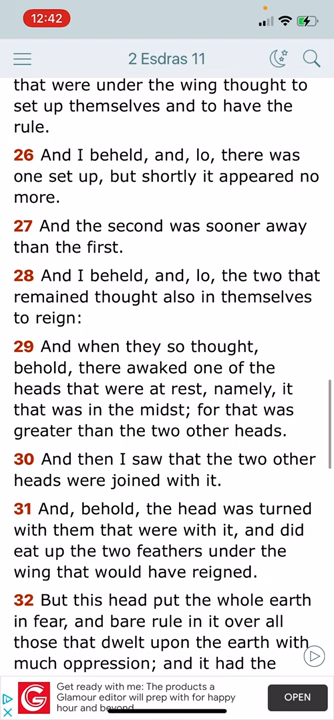 12:42
2 Esdras 11
that were under the wing thought to
set up themselves and to have the
rule.
26 And I beheld, and, lo, there was
one set up, but shortly it appeared no
more.
27 And the second was sooner away
than the first.
28 And I beheld, and, lo, the two that
remained thought also in themselves
to reign:
29 And when they so thought,
behold, there awaked one of the
heads that were at rest, namely, it
that was in the midst; for that was
greater than the two other heads.
30 And then I saw that the two other
heads were joined with it.
31 And, behold, the head was turned
with them that were with it, and did
eat up the two feathers under the
wing that would have reigned.
32 But this head put the whole earth
in fear, and bare rule in it over all
those that dwelt upon the earth with
much oppression; and it had the
Get ready with me: The products a
Glamour editor will prep with for happy
hour and beyond
OPEN